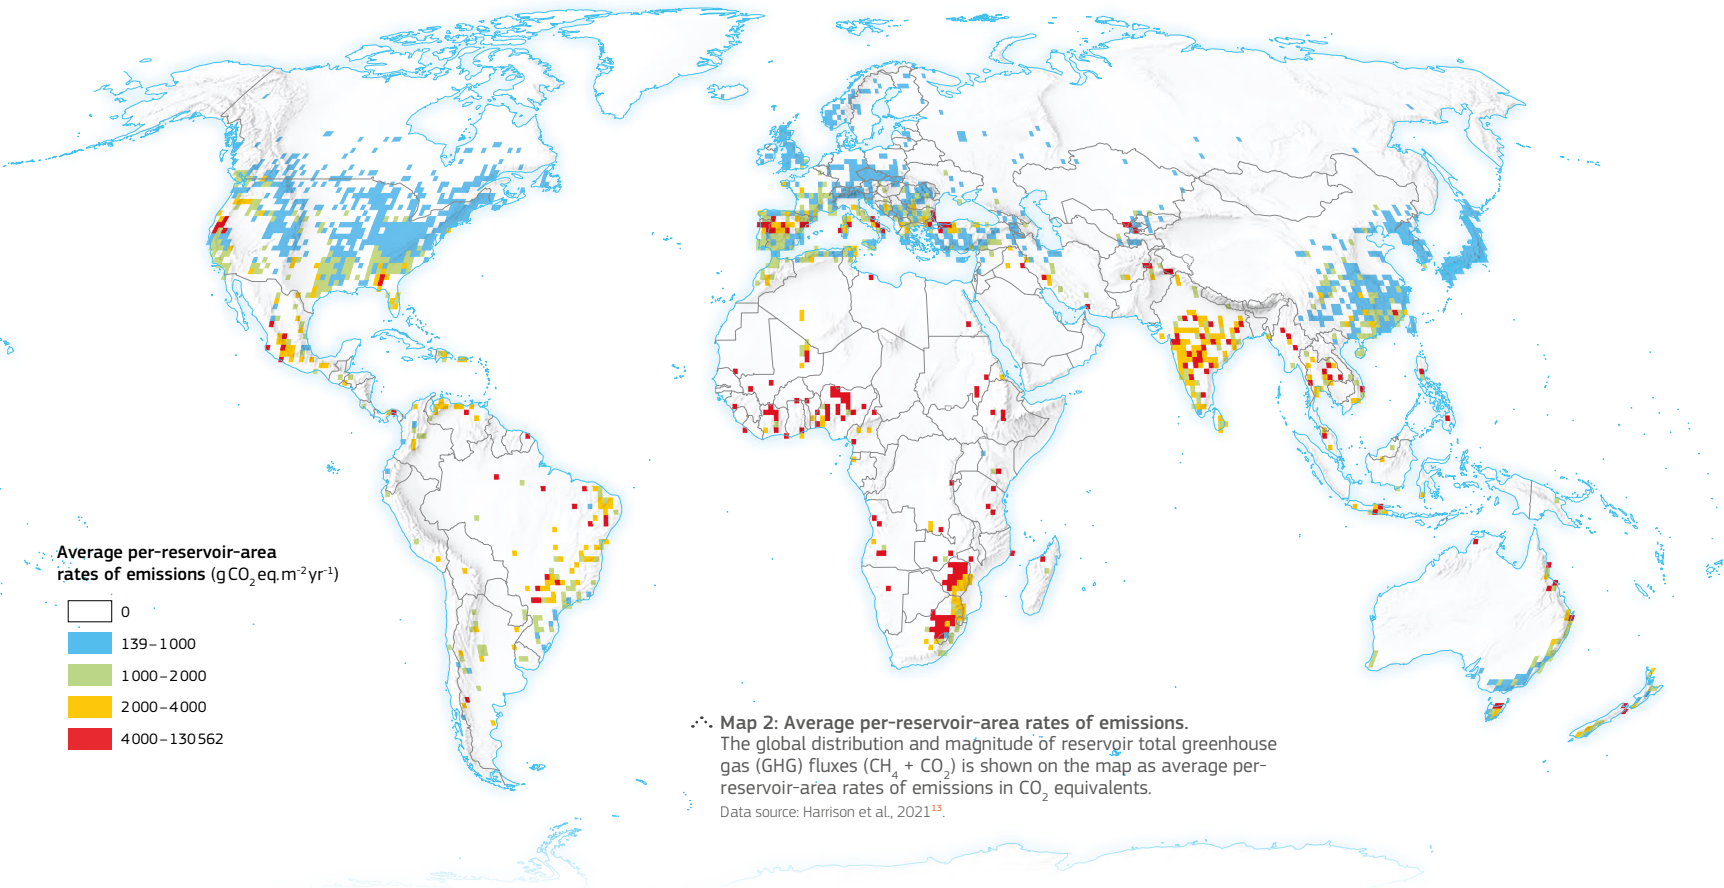 Average per-reservoir-area
rates of emissions (g CO₂ eq. m⁻² yr⁻¹)
0
139–1000
1000–2000
2000–4000
4000–130562
Map 2: Average per-reservoir-area rates of emissions.
The global distribution and magnitude of reservoir total greenhouse
gas (GHG) fluxes (CH₄ + CO₂) is shown on the map as average per-
reservoir-area rates of emissions in CO₂ equivalents.
Data source: Harrison et al., 2021¹³.